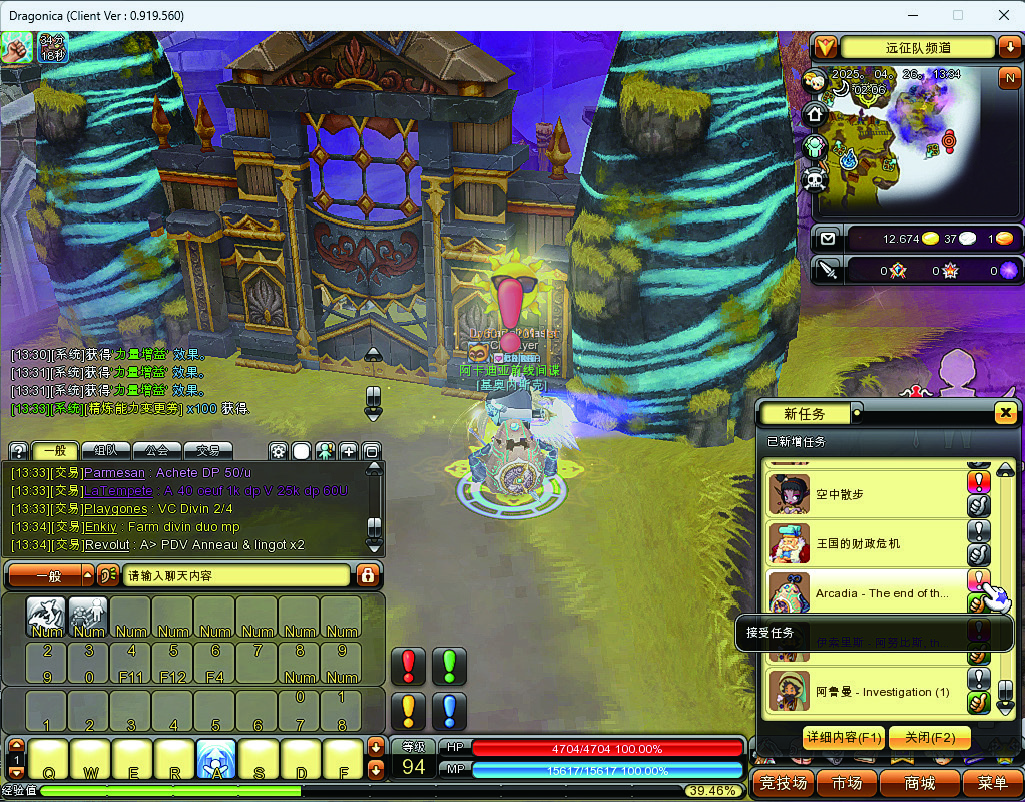 Dragonica (Client Ver : 0.919.560)
34分
18秒
远征队频道
N
2025。 04。 26。 13:34
02:06
12.674 37 1
0 0 0
阿卡迪亚前线间谍
[基奥内斯克]
[13:30][系统]获得'力量增益' 效果。
[13:31][系统]获得'力量增益' 效果。
[13:31][系统]获得'力量增益' 效果。
[13:33][系统][精炼能力变更券] x100 获得.
? 一般 组队 公会 交易
[13:33][交易]Parmesan : Achete DP 50/u
[13:33][交易]LaTempete : A 40 oeuf 1k dp V 25k dp 60U
[13:33][交易]Playgones : VC Divin 2/4
[13:34][交易]Enkiy : Farm divin duo mp
[13:34][交易]Revolut : A> PDV Anneau & lingot x2
一般 请输入聊天内容
Num Num Num Num Num Num Num Num
2 3 4 5 6 7 8 9
9 0 F11 F12 F4 Num Num
0 1
1 2 3 4 5 6 7 8
1 Q W E R A S D F
等级 94
HP 4704/4704 100.00%
MP 15617/15617 100.00%
经验值 39.46%
新任务
已新增任务
空中散步
王国的财政危机
Arcadia - The end of th...
接受任务
伊索里斯 - 阿努比斯, th...
阿鲁曼 - Investigation (1)
详细内容(F1) 关闭(F2)
竞技场 市场 商城 菜单